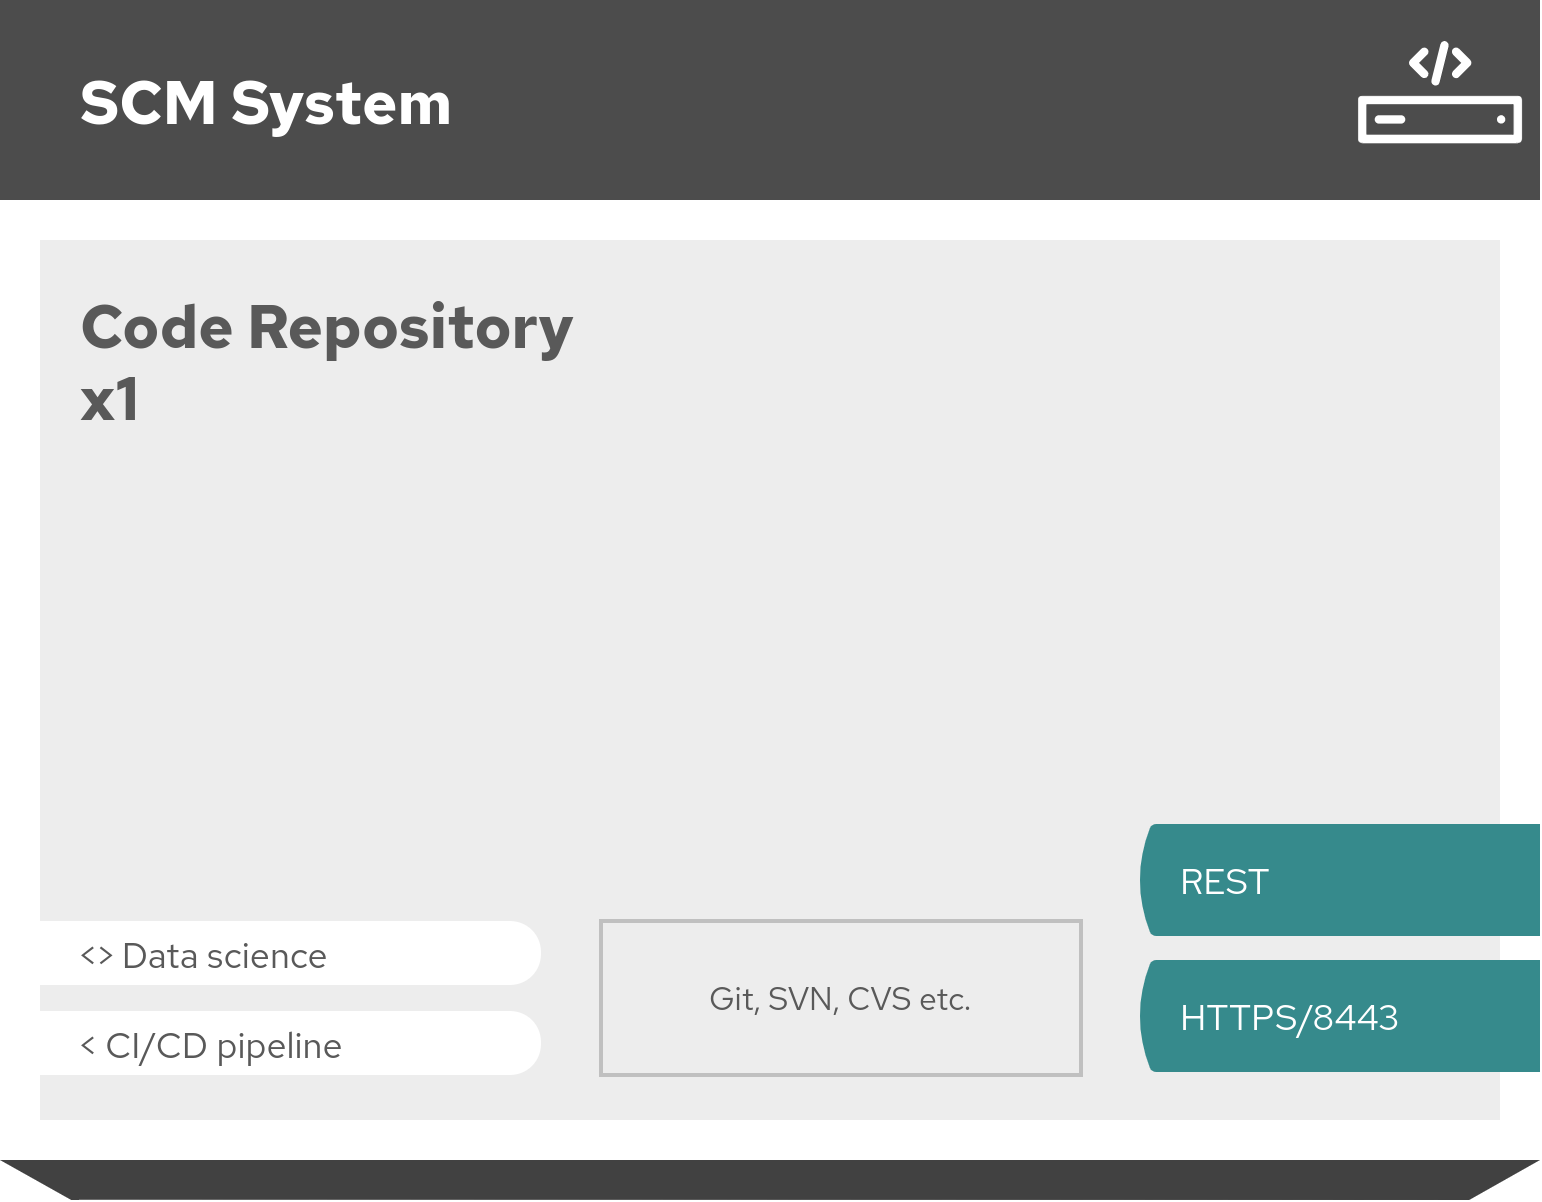 SCM System
Code Repository
x1
<> Data science
< CI/CD pipeline
Git, SVN, CVS etc.
REST
HTTPS/8443